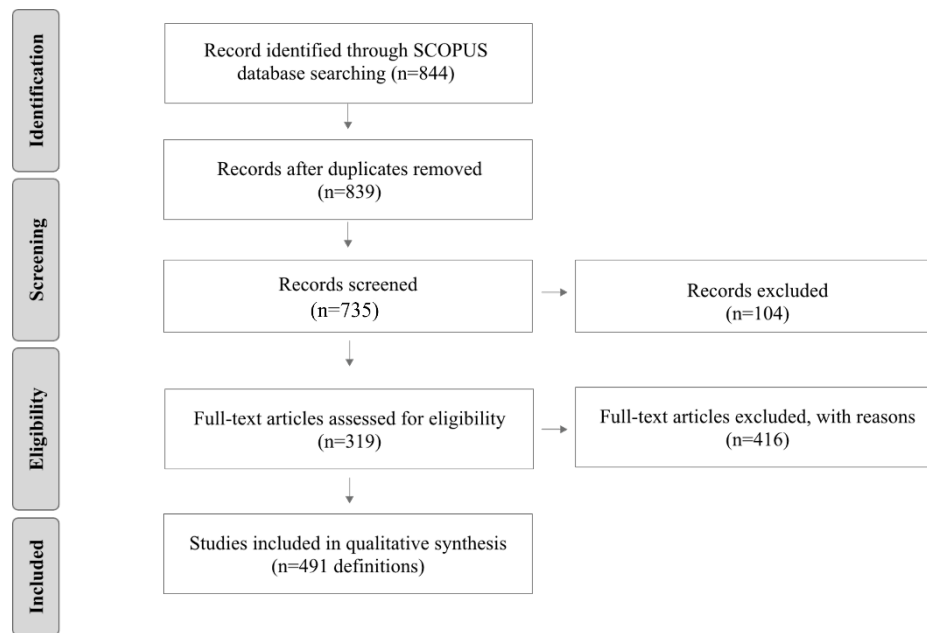 Identification
Record identified through SCOPUS
database searching (n=844)
Records after duplicates removed
(n=839)
Screening
Records screened
(n=735)
Records excluded
(n=104)
Eligibility
Full-text articles assessed for eligibility
(n=319)
Full-text articles excluded, with reasons
(n=416)
Included
Studies included in qualitative synthesis
(n=491 definitions)